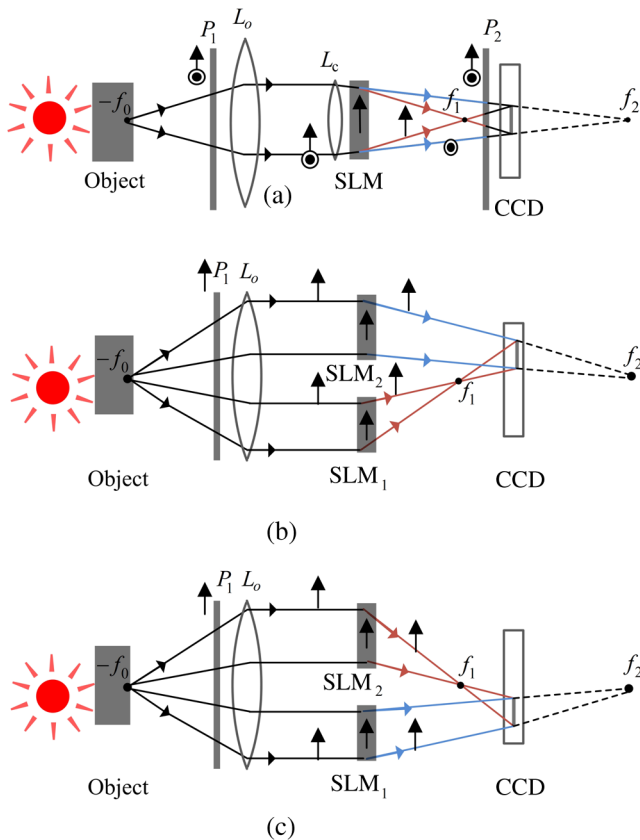 P₁ Lₒ P₂
L_c
−f₀ f₁ f₂
Object SLM CCD
(a)
P₁ Lₒ
−f₀ SLM₂ f₁ f₂
Object SLM₁ CCD
(b)
P₁ Lₒ
−f₀ SLM₂ f₁ f₂
Object SLM₁ CCD
(c)